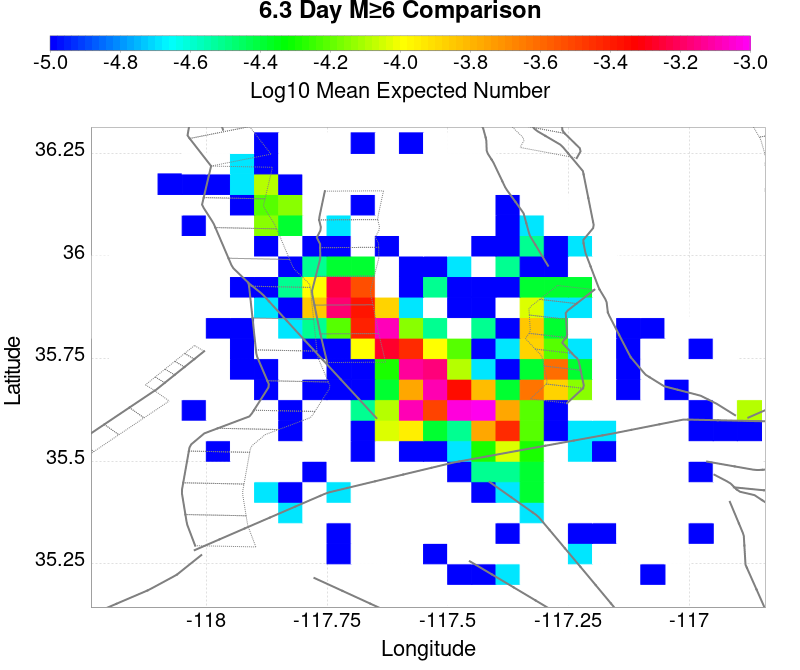 6.3 Day M≥6 Comparison
-5.0 -4.8 -4.6 -4.4 -4.2 -4.0 -3.8 -3.6 -3.4 -3.2 -3.0
Log10 Mean Expected Number
36.25
36
35.75
35.5
35.25
Latitude
-118 -117.75 -117.5 -117.25 -117
Longitude